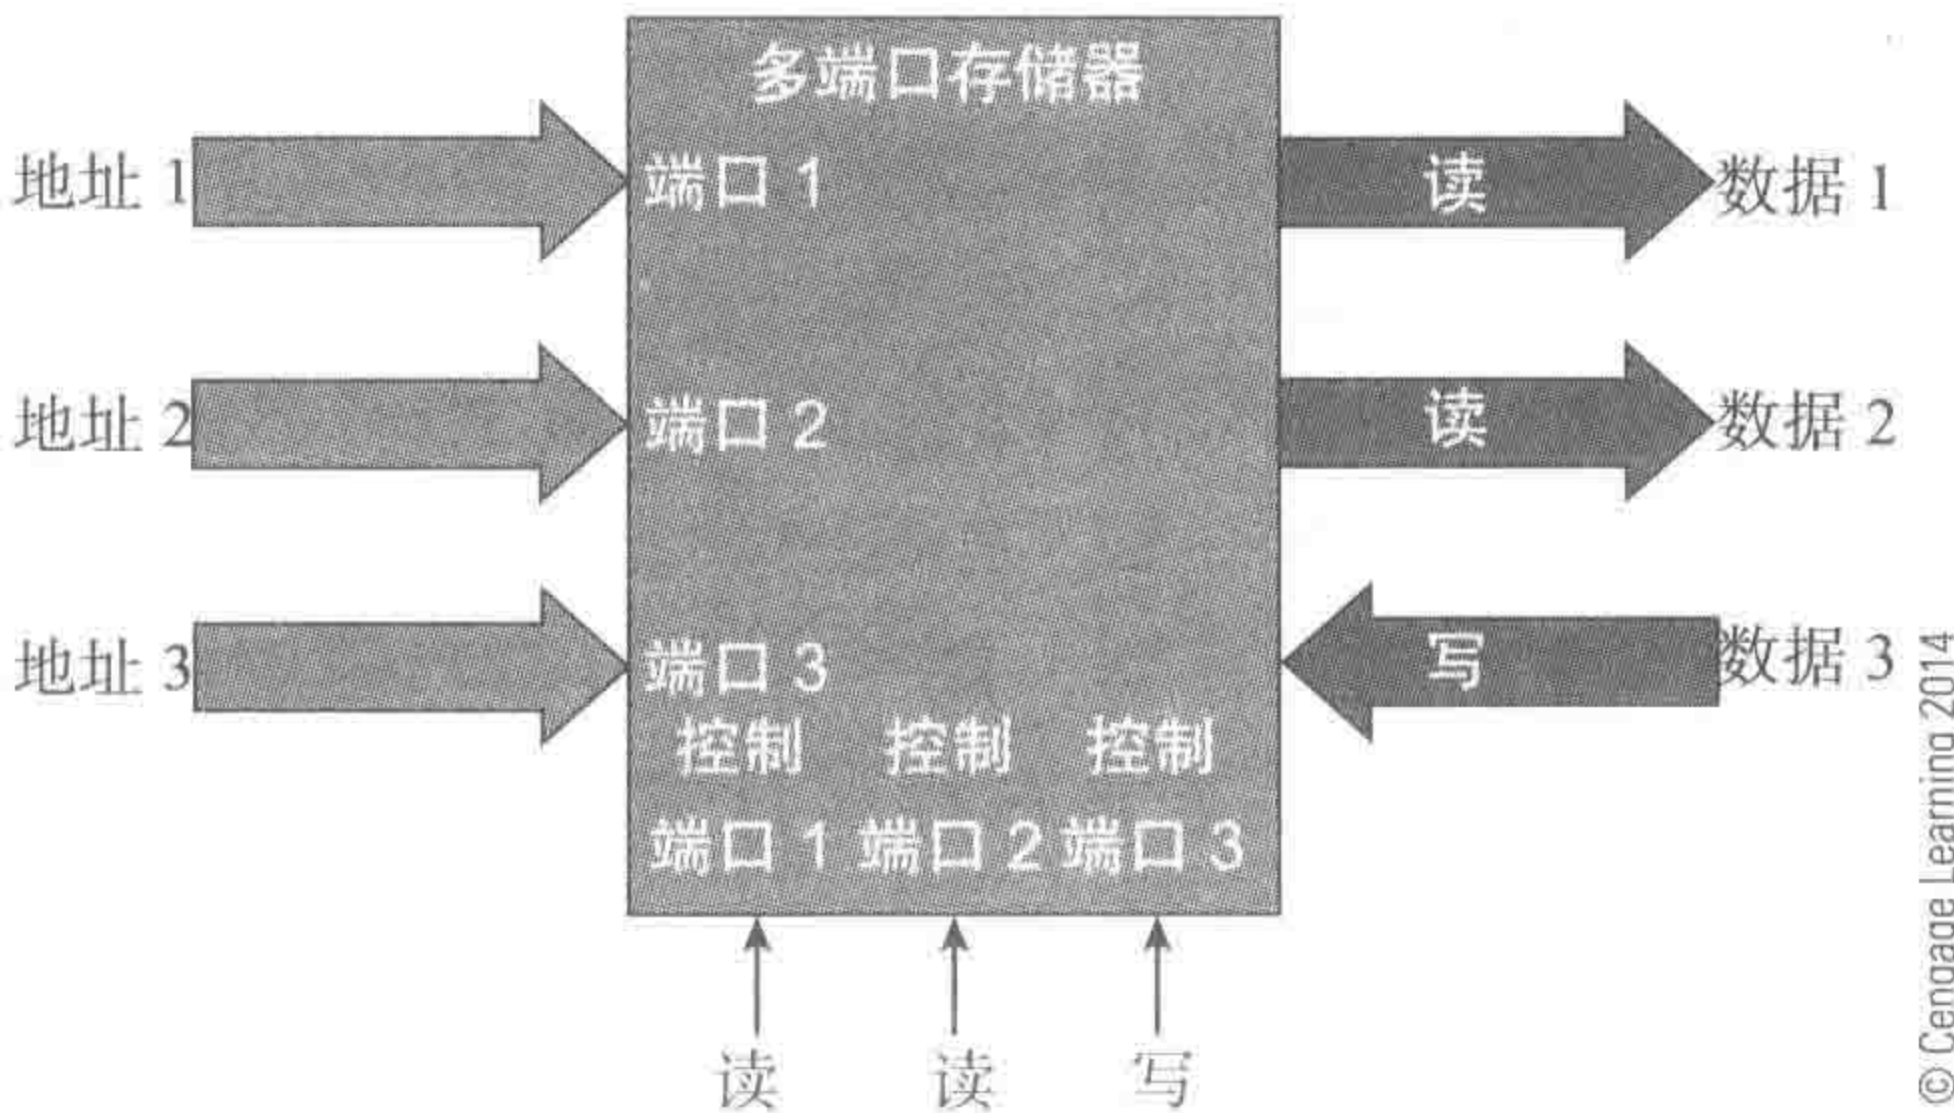 多端口存储器
地址 1 端口 1 读 数据 1
地址 2 端口 2 读 数据 2
地址 3 端口 3 写 数据 3
控制 控制 控制
端口 1 端口 2 端口 3
读 读 写
© Cengage Learning 2014